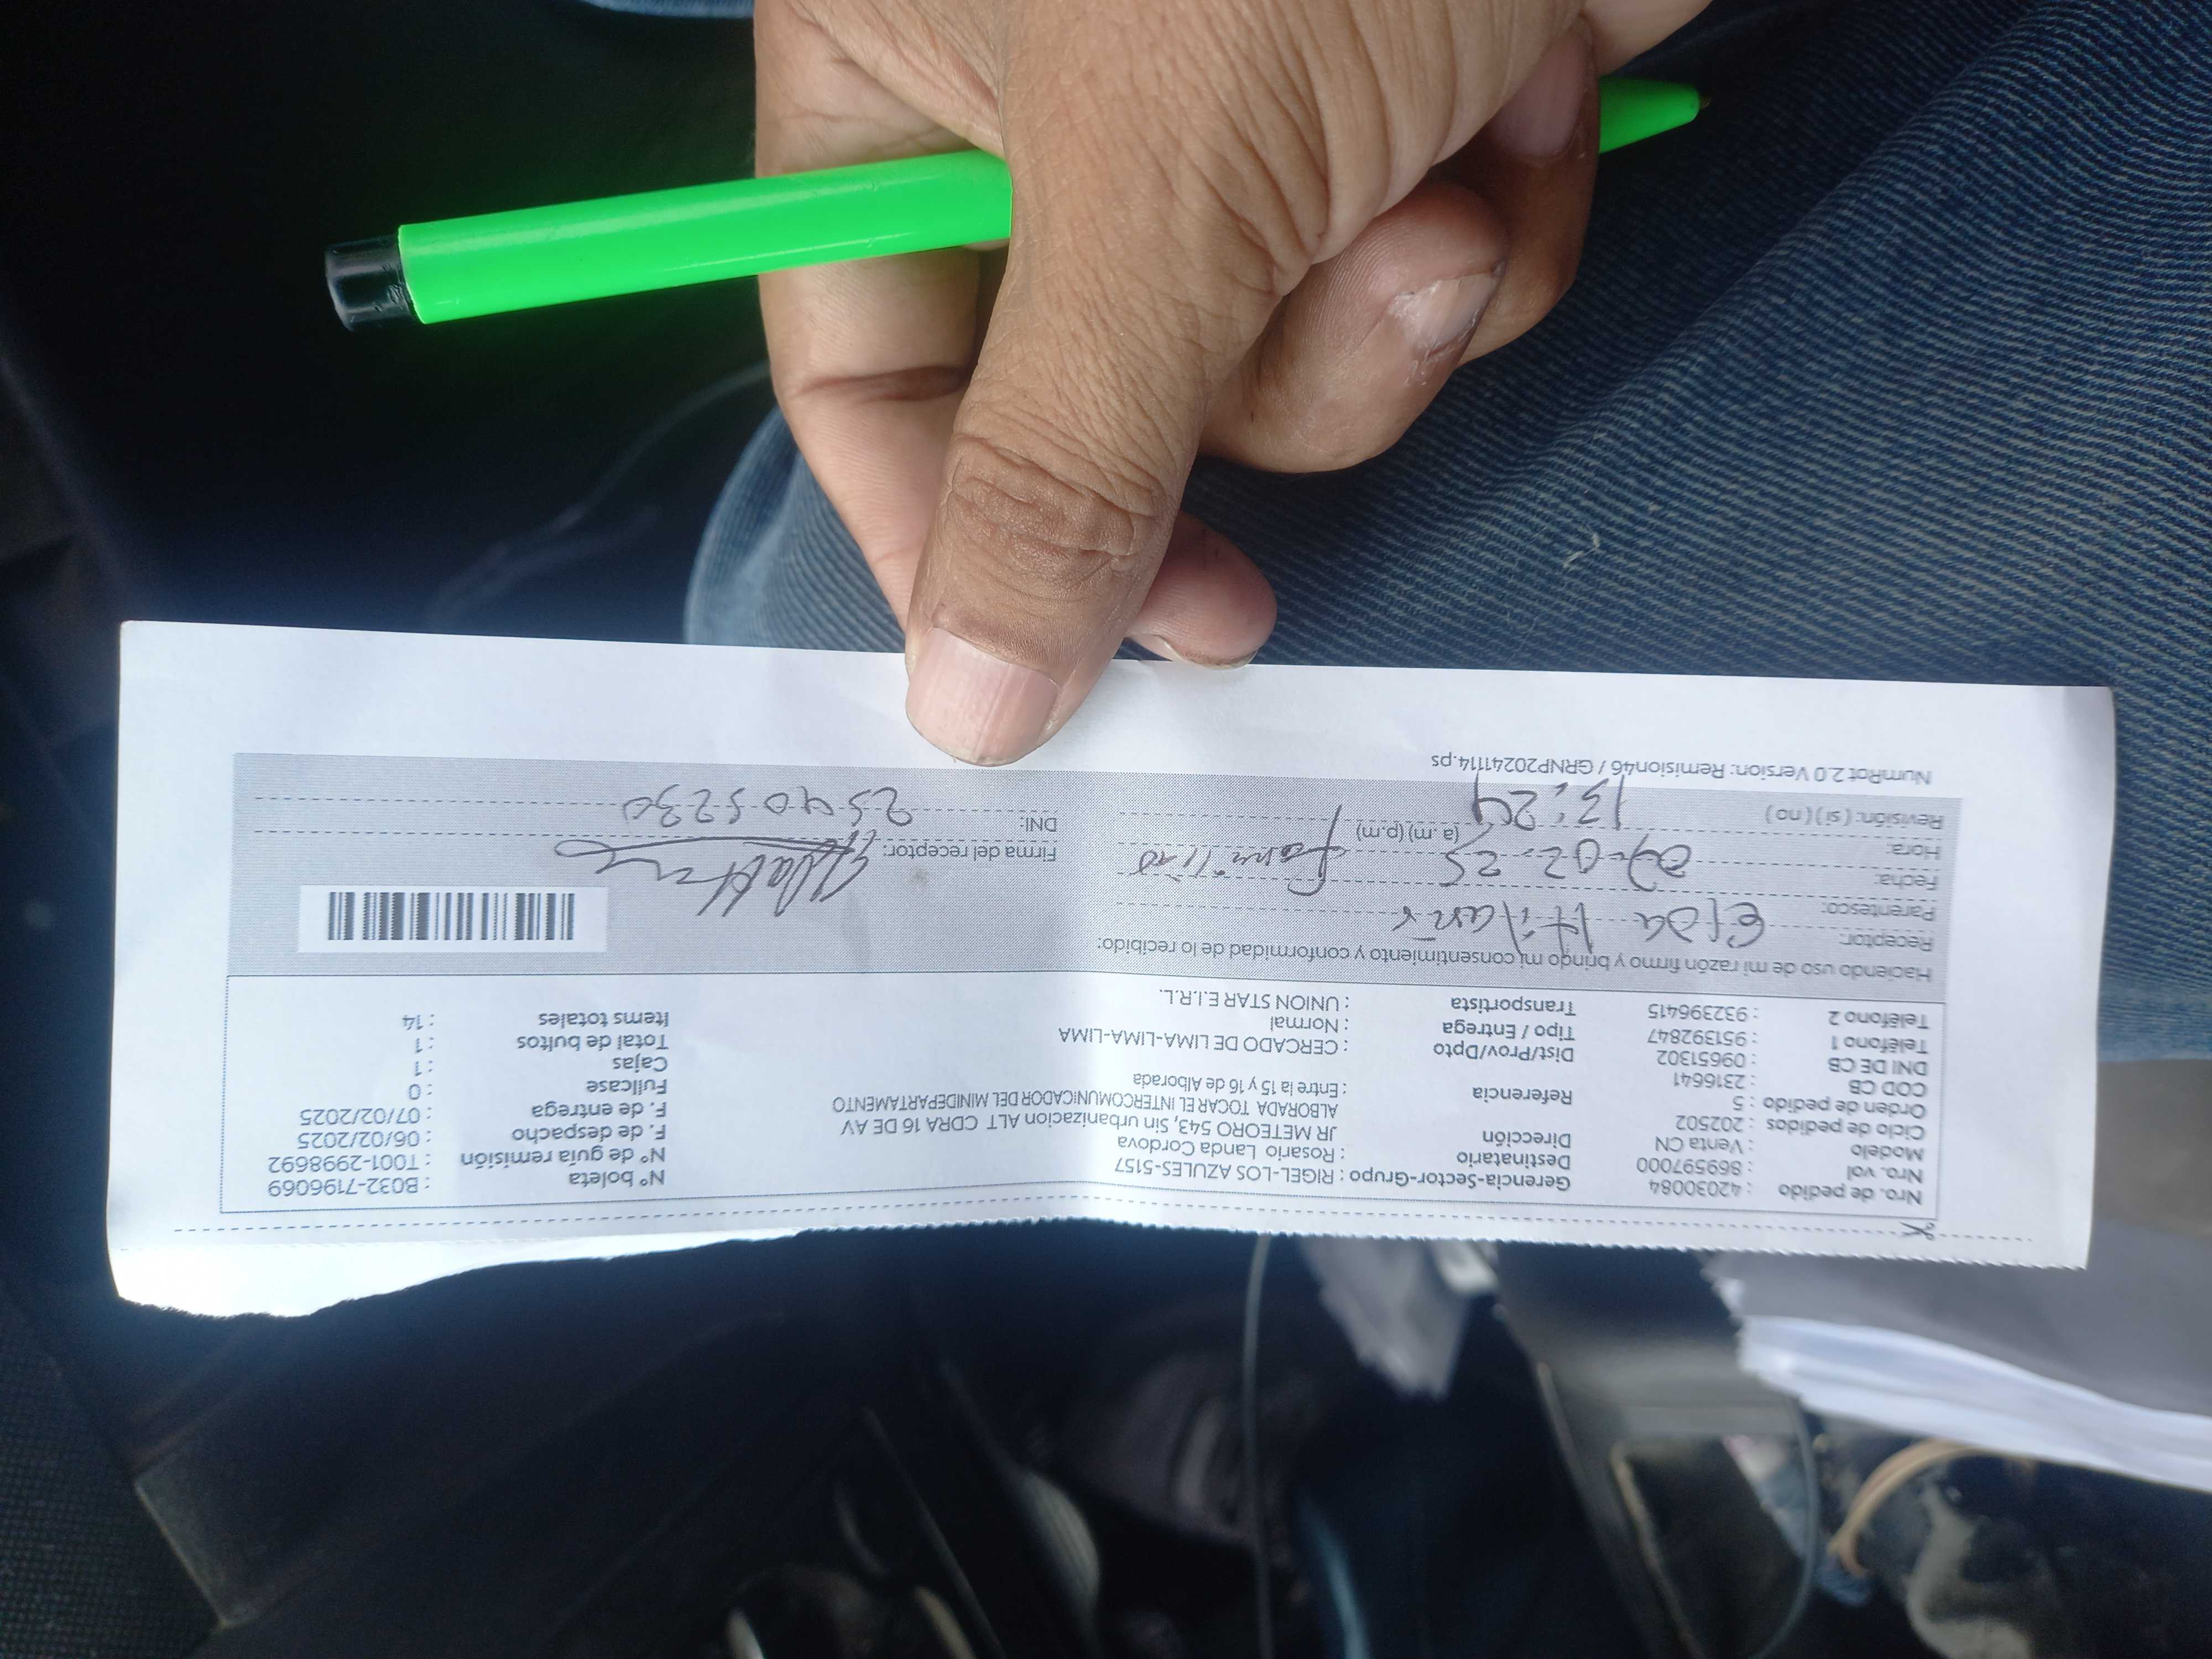 Nro. de pedido : 42030084 Gerencia-Sector-Grupo : RIGEL-LOS AZULES-5157 N° boleta : B032-7196069
Nro. vol : 869597000 Destinatario : Rosario Landa Cordova N° de guía remisión : T001-2998692
Modelo : Venta CN Dirección JR METEORO 543, Sin urbanizacion ALT CDRA 16 DE AV F. de despacho : 06/02/2025
Ciclo de pedidos : 202502 ALBORADA TOCAR EL INTERCOMUNICADOR DEL MINIDEPARTAMENTO F. de entrega : 07/02/2025
Orden de pedido : 5 Referencia : Entre la 15 y 16 de Alborada Fullcase : 0
COD CB : 2316641 Cajas : 1
DNI DE CB : 09651302 Dist/Prov/Dpto : CERCADO DE LIMA-LIMA-LIMA Total de bultos : 1
Teléfono 1 : 951392847 Tipo / Entrega : Normal Items totales : 14
Teléfono 2 : 932396415 Transportista : UNION STAR E.I.R.L.
Haciendo uso de mi razón firmo y brindo mi consentimiento y conformidad de lo recibido:
Receptor: Elsa Hilario
Parentesco:
Fecha: 07-02-25
Hora: (a.m) (p.m) Firma del receptor:
Revisión: ( si ) ( no ) 13:24 DNI: 25405230
NumRot 2.0 Version: Remision46 / GRNP20241114.ps